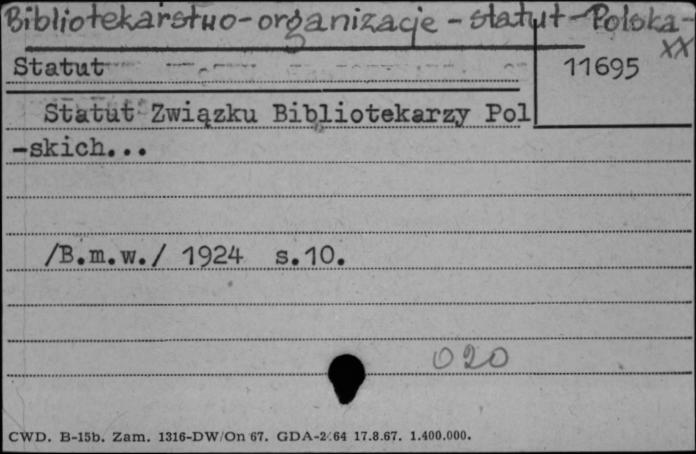 Bibliotekarstwo-organizacje-statut-Polska-
XX
Statut
11695
Statut Związku Bibliotekarzy Pol
-skich...
/B.m.w./ 1924 s.10.
020
CWD. B-15b. Zam. 1316-DW/On 67. GDA-2/64 17.8.67. 1.400.000.